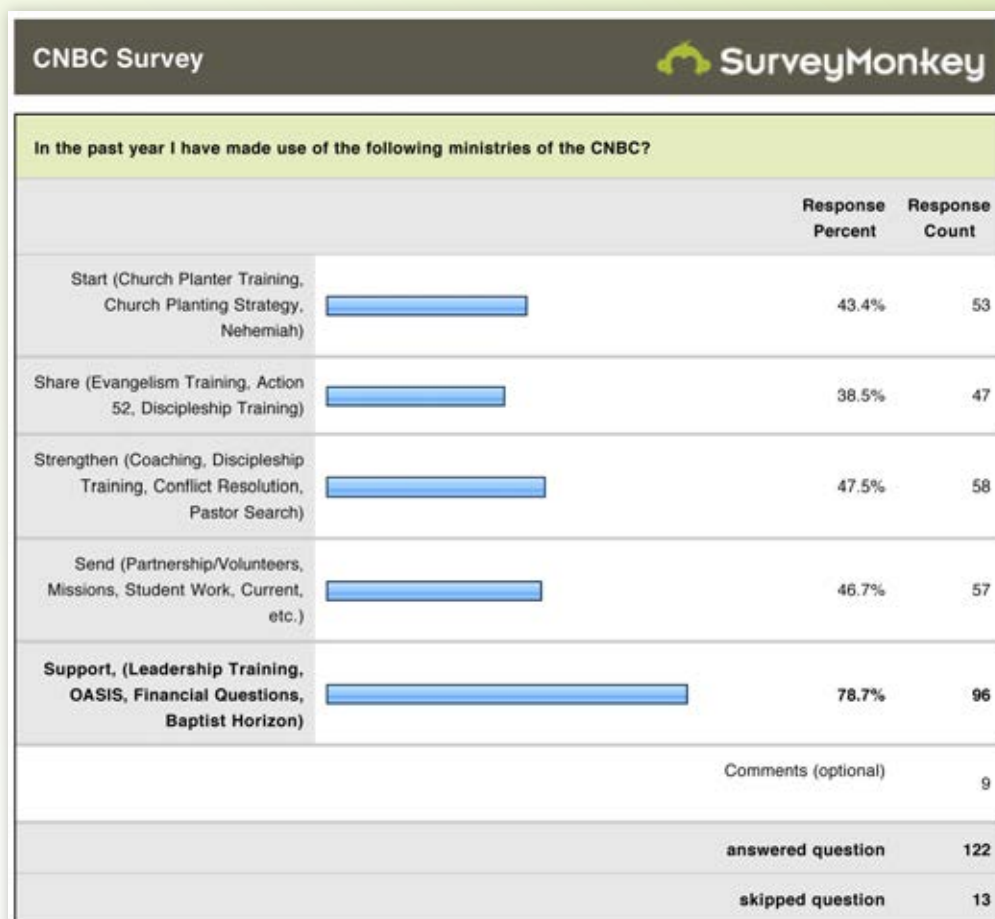 CNBC Survey
SurveyMonkey
In the past year I have made use of the following ministries of the CNBC?
Response Response
Percent Count
Start (Church Planter Training,
Church Planting Strategy,
Nehemiah)
43.4% 53
Share (Evangelism Training, Action
52, Discipleship Training)
38.5% 47
Strengthen (Coaching, Discipleship
Training, Conflict Resolution,
Pastor Search)
47.5% 58
Send (Partnership/Volunteers,
Missions, Student Work, Current,
etc.)
46.7% 57
Support, (Leadership Training,
OASIS, Financial Questions,
Baptist Horizon)
78.7% 96
Comments (optional)
9
answered question 122
skipped question 13